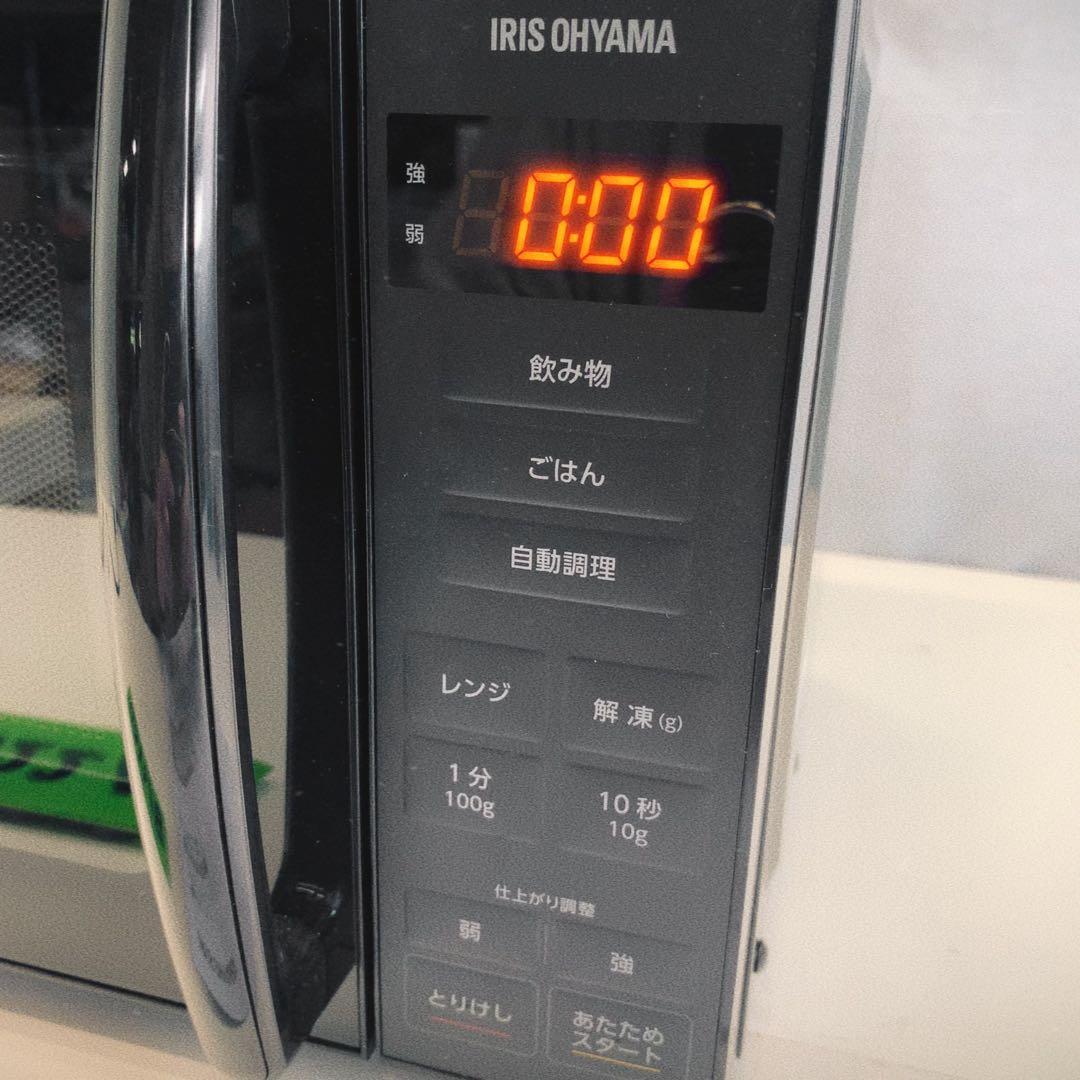 IRIS OHYAMA
強
0:00
弱
飲み物
ごはん
自動調理
レンジ
解凍(g)
1分
100g
10秒
10g
仕上がり調整
弱
強
とりけし
あたため
スタート